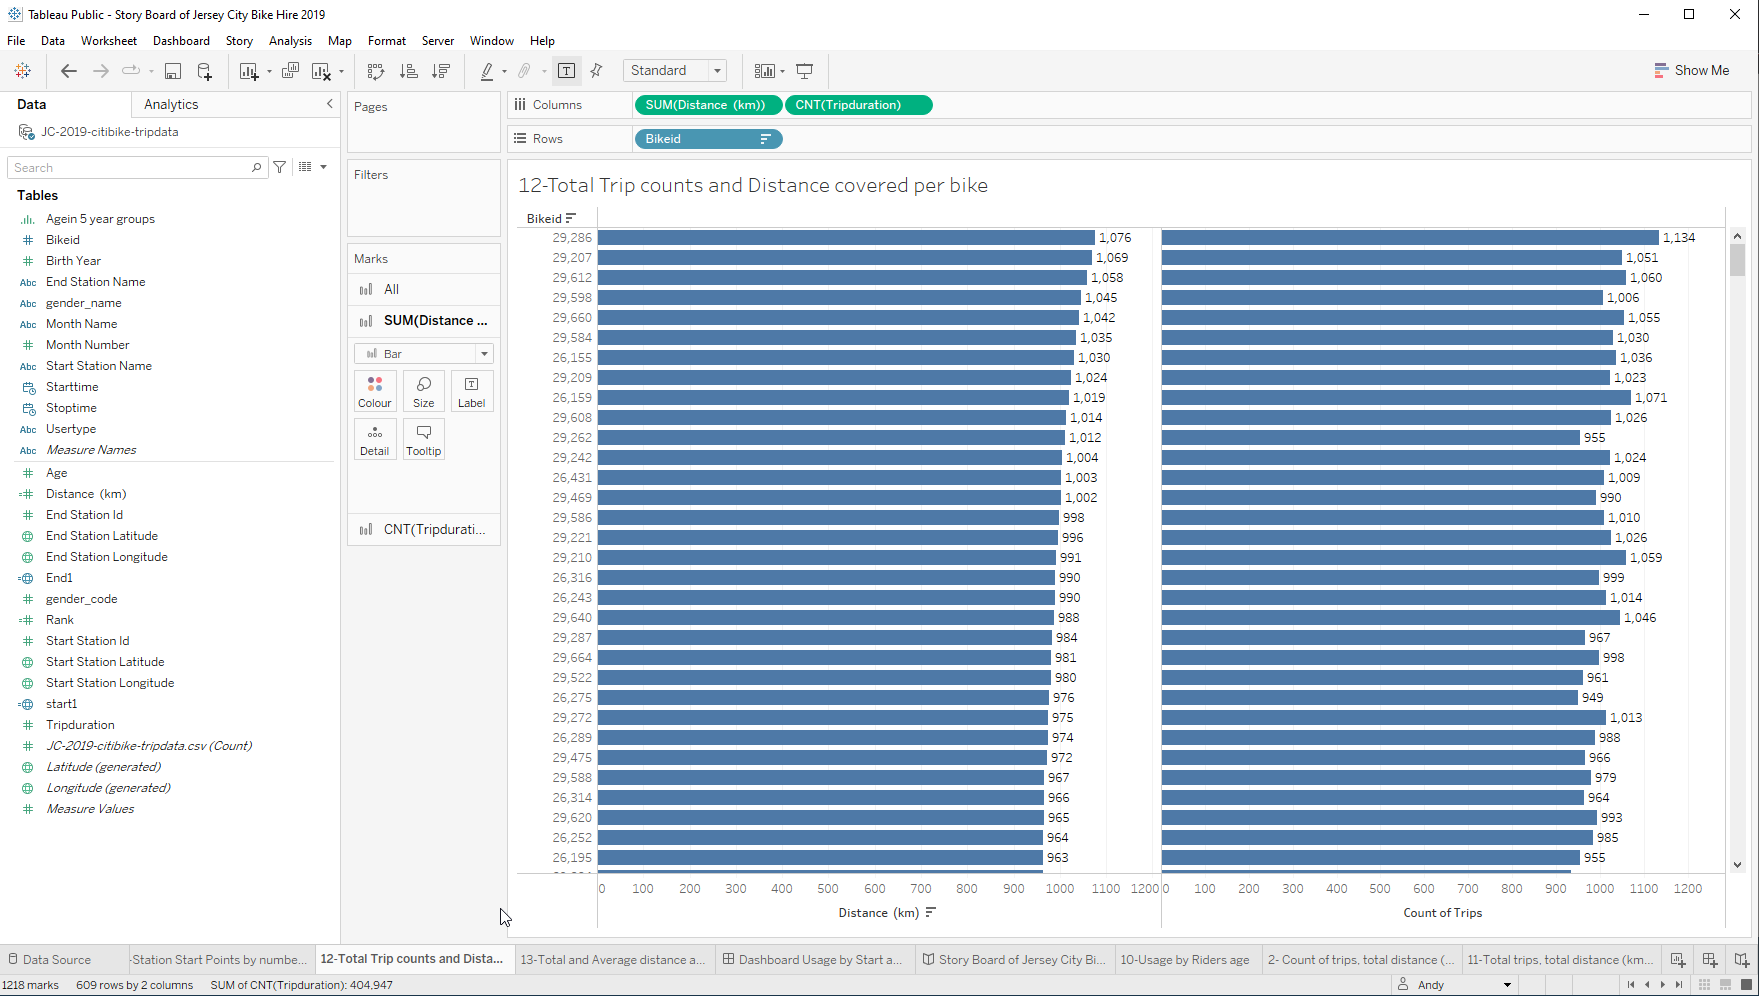 Tableau Public - Story Board of Jersey City Bike Hire 2019
File Data Worksheet Dashboard Story Analysis Map Format Server Window Help
Standard
Show Me
Data Analytics
JC-2019-citibike-tripdata
Search
Tables
Agein 5 year groups
Bikeid
Birth Year
Abc End Station Name
Abc gender_name
Abc Month Name
Month Number
Abc Start Station Name
Starttime
Stoptime
Abc Usertype
Abc Measure Names
Age
Distance (km)
End Station Id
End Station Latitude
End Station Longitude
End1
gender_code
Rank
Start Station Id
Start Station Latitude
Start Station Longitude
start1
Tripduration
JC-2019-citibike-tripdata.csv (Count)
Latitude (generated)
Longitude (generated)
Measure Values
Pages
Filters
Marks
All
SUM(Distance ...
Bar
Colour Size Label
Detail Tooltip
CNT(Tripdurati...
Columns SUM(Distance (km)) CNT(Tripduration)
Rows Bikeid
12-Total Trip counts and Distance covered per bike
Bikeid
29,286 1,076 1,134
29,207 1,069 1,051
29,612 1,058 1,060
29,598 1,045 1,006
29,660 1,042 1,055
29,584 1,035 1,030
26,155 1,030 1,036
29,209 1,024 1,023
26,159 1,019 1,071
29,608 1,014 1,026
29,262 1,012 955
29,242 1,004 1,024
26,431 1,003 1,009
29,469 1,002 990
29,586 998 1,010
29,221 996 1,026
29,210 991 1,059
26,316 990 999
26,243 990 1,014
29,640 988 1,046
29,287 984 967
29,664 981 998
29,522 980 961
26,275 976 949
29,272 975 1,013
26,289 974 988
29,475 972 966
29,588 967 979
26,314 966 964
29,620 965 993
26,252 964 985
26,195 963 955
0 100 200 300 400 500 600 700 800 900 1000 1100 1200 0 100 200 300 400 500 600 700 800 900 1000 1100 1200
Distance (km) Count of Trips
Data Source -Station Start Points by numbe... 12-Total Trip counts and Dista... 13-Total and Average distance a... Dashboard Usage by Start a... Story Board of Jersey City Bi... 10-Usage by Riders age 2- Count of trips, total distance (... 11-Total trips, total distance (km...
1218 marks 609 rows by 2 columns SUM of CNT(Tripduration): 404,947 Andy